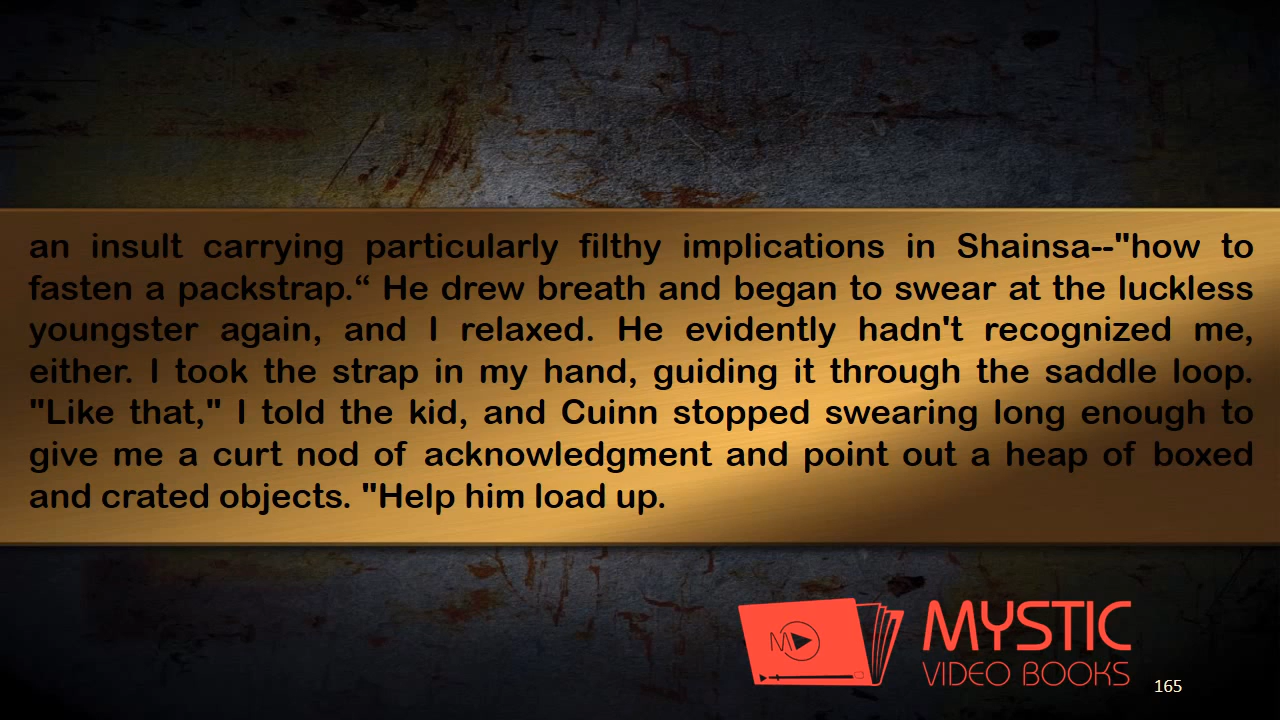 an insult carrying particularly filthy implications in Shainsa--"how to
fasten a packstrap.“ He drew breath and began to swear at the luckless
youngster again, and I relaxed. He evidently hadn't recognized me,
either. I took the strap in my hand, guiding it through the saddle loop.
"Like that," I told the kid, and Cuinn stopped swearing long enough to
give me a curt nod of acknowledgment and point out a heap of boxed
and crated objects. "Help him load up.
M
MYSTIC
VIDEO BOOKS
165